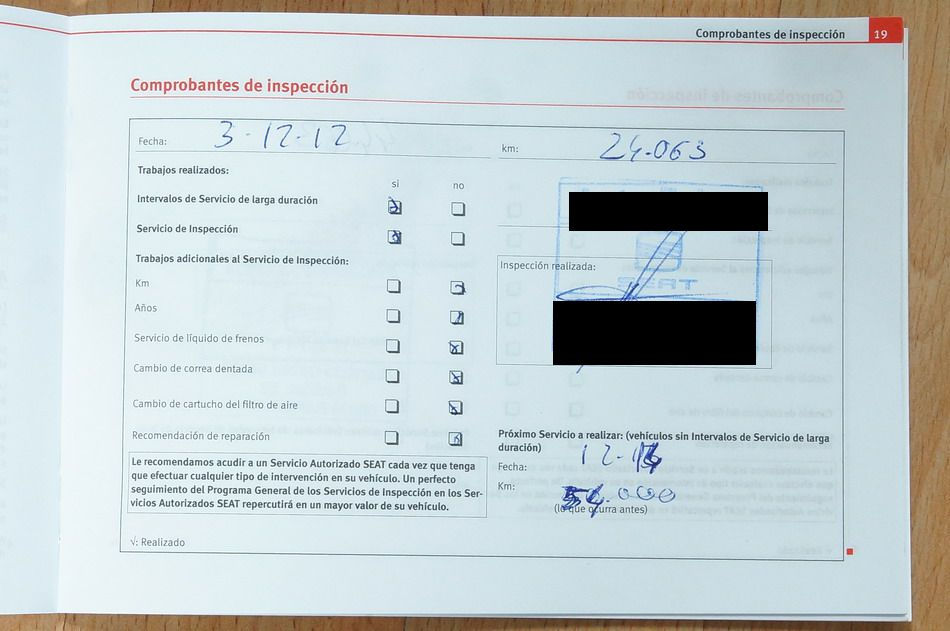 Comprobantes de inspección 19
Comprobantes de inspección
Fecha: 3-12-12
km: 24.063
Trabajos realizados:
si no
Intervalos de Servicio de larga duración
Servicio de Inspección
Trabajos adicionales al Servicio de Inspección:
Km
Años
Servicio de líquido de frenos
Cambio de correa dentada
Cambio de cartucho del filtro de aire
Recomendación de reparación
Le recomendamos acudir a un Servicio Autorizado SEAT cada vez que tenga
que efectuar cualquier tipo de intervención en su vehículo. Un perfecto
seguimiento del Programa General de los Servicios de Inspección en los Ser-
vicios Autorizados SEAT repercutirá en un mayor valor de su vehículo.
√: Realizado
Inspección realizada:
SEAT
Próximo Servicio a realizar: (vehículos sin Intervalos de Servicio de larga
duración)
Fecha: 12-14
Km: 54.000
(lo que ocurra antes)